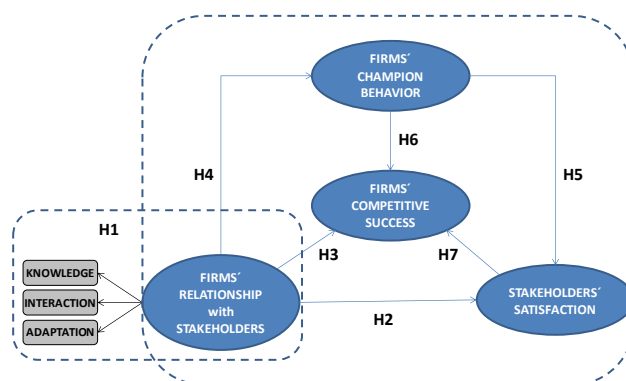 FIRMS´
CHAMPION
BEHAVIOR
H6
H4
H5
FIRMS´
COMPETITIVE
SUCCESS
H1
H3
H7
KNOWLEDGE
INTERACTION
ADAPTATION
FIRMS´
RELATIONSHIP
with
STAKEHOLDERS
H2
STAKEHOLDERS´
SATISFACTION